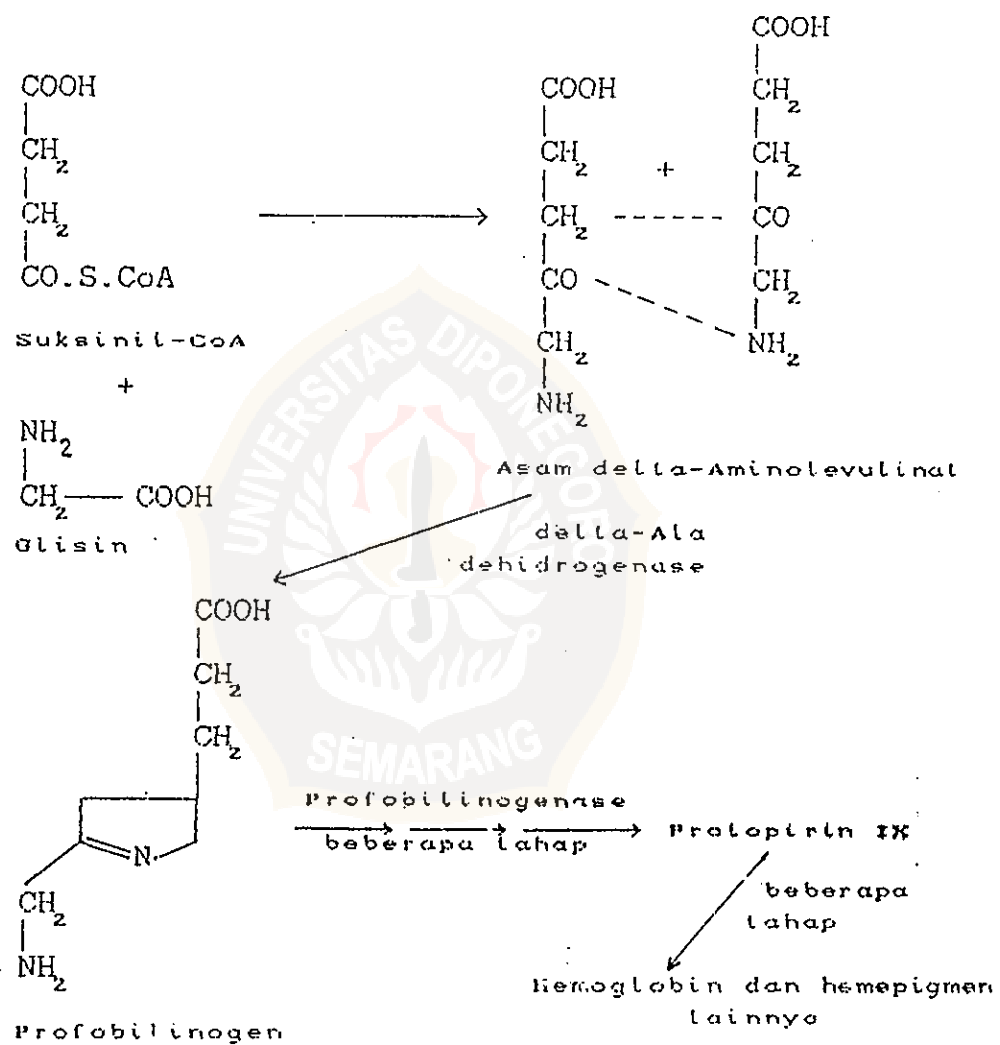 COOH
CH2
CH2
CO.S.CoA
Suksinil-CoA
+
NH2
CH2 — COOH
Glisin
COOH
CH2
CH2
CO
CH2
NH2
+
COOH
CH2
CH2
CO
CH2
NH2
Asam delta-Aminolevulinat
delta-Ala
dehidrogenase
COOH
CH2
CH2
N
CH2
NH2
Profobilinogen
Profobilinogenase
beberapa tahap
Protopirin IX
beberapa
tahap
Hemoglobin dan hemepigmen
lainnya
UNIVERSITAS DIPONEGORO
SEMARANG